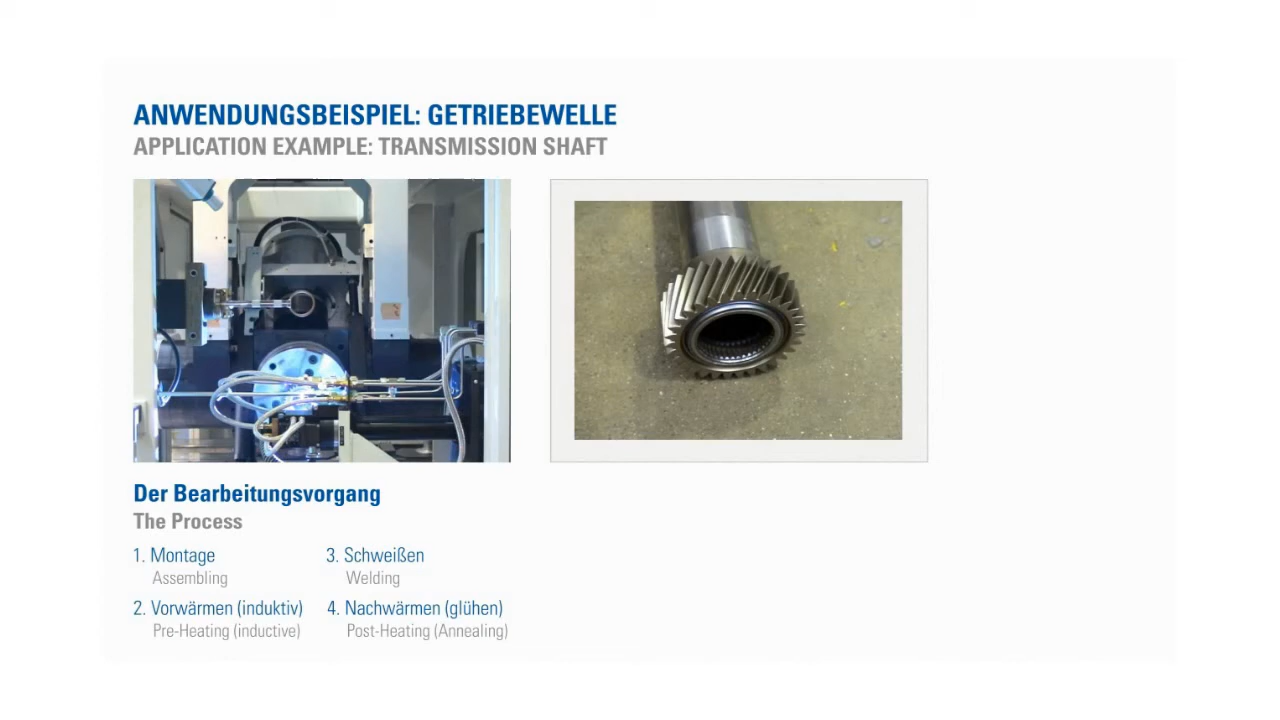 ANWENDUNGSBEISPIEL: GETRIEBEWELLE
APPLICATION EXAMPLE: TRANSMISSION SHAFT
Der Bearbeitungsvorgang
The Process
1. Montage
Assembling
2. Vorwärmen (induktiv)
Pre-Heating (inductive)
3. Schweißen
Welding
4. Nachwärmen (glühen)
Post-Heating (Annealing)